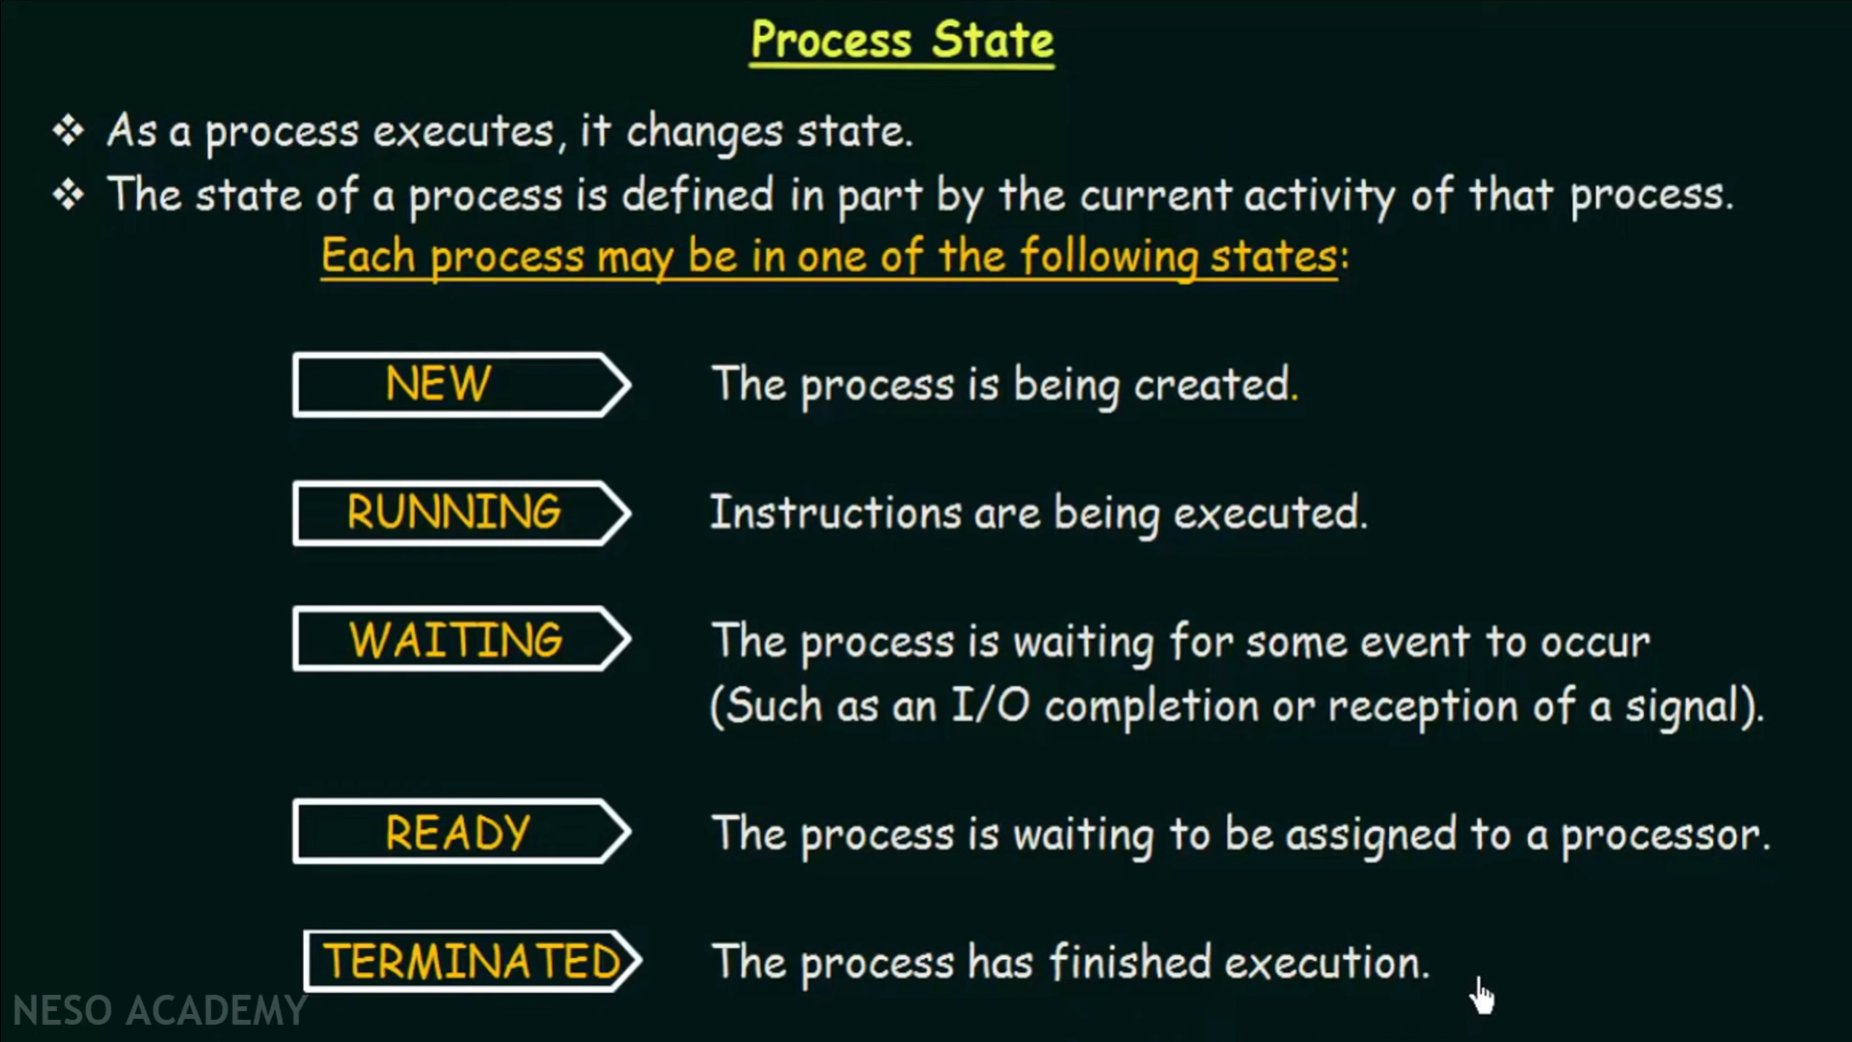 Process State
❖ As a process executes, it changes state.
❖ The state of a process is defined in part by the current activity of that process.
Each process may be in one of the following states:
NEW The process is being created.
RUNNING Instructions are being executed.
WAITING The process is waiting for some event to occur
(Such as an I/O completion or reception of a signal).
READY The process is waiting to be assigned to a processor.
TERMINATED The process has finished execution.
NESO ACADEMY